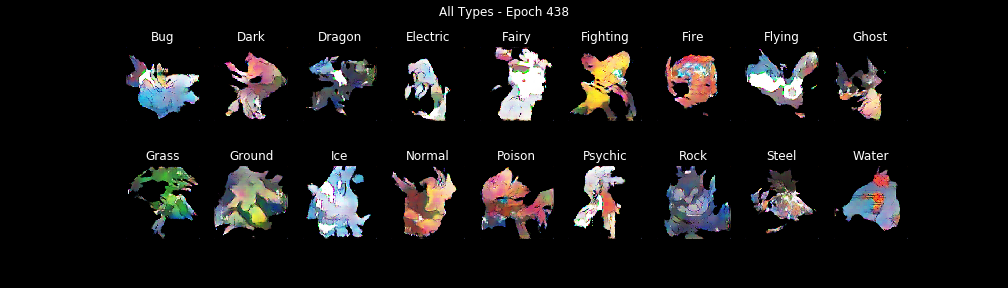 All Types - Epoch 438
Bug Dark Dragon Electric Fairy Fighting Fire Flying Ghost
Grass Ground Ice Normal Poison Psychic Rock Steel Water